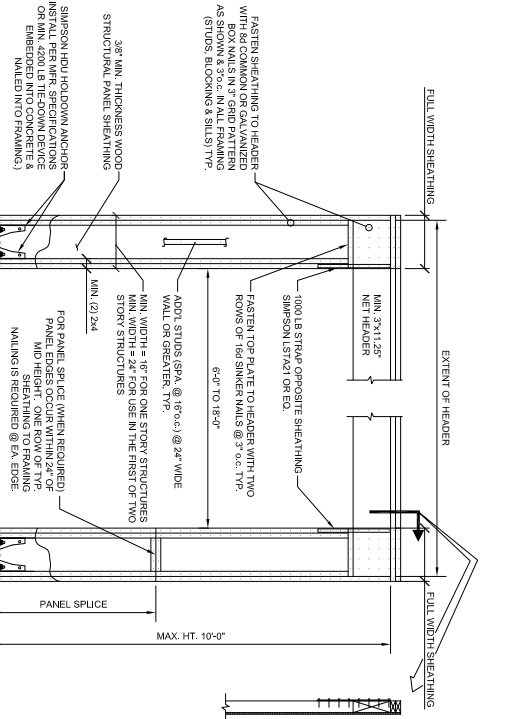 EXTENT OF HEADER
FULL WIDTH SHEATHING
FULL WIDTH SHEATHING
MIN. 3"x11.25"
NET HEADER
FASTEN SHEATHING TO HEADER
WITH 8d COMMON OR GALVANIZED
BOX NAILS IN 3" GRID PATTERN
AS SHOWN & 3"o.c. IN ALL FRAMING
(STUDS, BLOCKING & SILLS) TYP.
3/8" MIN. THICKNESS WOOD
STRUCTURAL PANEL SHEATHING
SIMPSON HDU HOLDOWN ANCHOR
INSTALL PER MFR. SPECIFICATIONS
OR MIN. 4200 LB TIE-DOWN DEVICE
EMBEDDED INTO CONCRETE &
NAILED INTO FRAMING.)
1000 LB STRAP OPPOSITE SHEATHING
SIMPSON LSTA21 OR EQ.
FASTEN TOP PLATE TO HEADER WITH TWO
ROWS OF 16d SINKER NAILS @ 3" o.c. TYP.
6'-0" TO 18'-0"
ADD'L STUDS (SPA. @ 16"o.c.) @ 24" WIDE
WALL OR GREATER, TYP.
MIN. WIDTH = 16" FOR ONE STORY STRUCTURES
MIN. WIDTH = 24" FOR USE IN THE FIRST OF TWO
STORY STRUCTURES
MIN. (2) 2x4
FOR PANEL SPLICE (WHEN REQUIRED)
PANEL EDGES OCCUR WITHIN 24" OF
MID HEIGHT. ONE ROW OF TYP.
SHEATHING TO FRAMING
NAILING IS REQUIRED @ EA. EDGE.
PANEL SPLICE
MAX. HT. 10'-0"